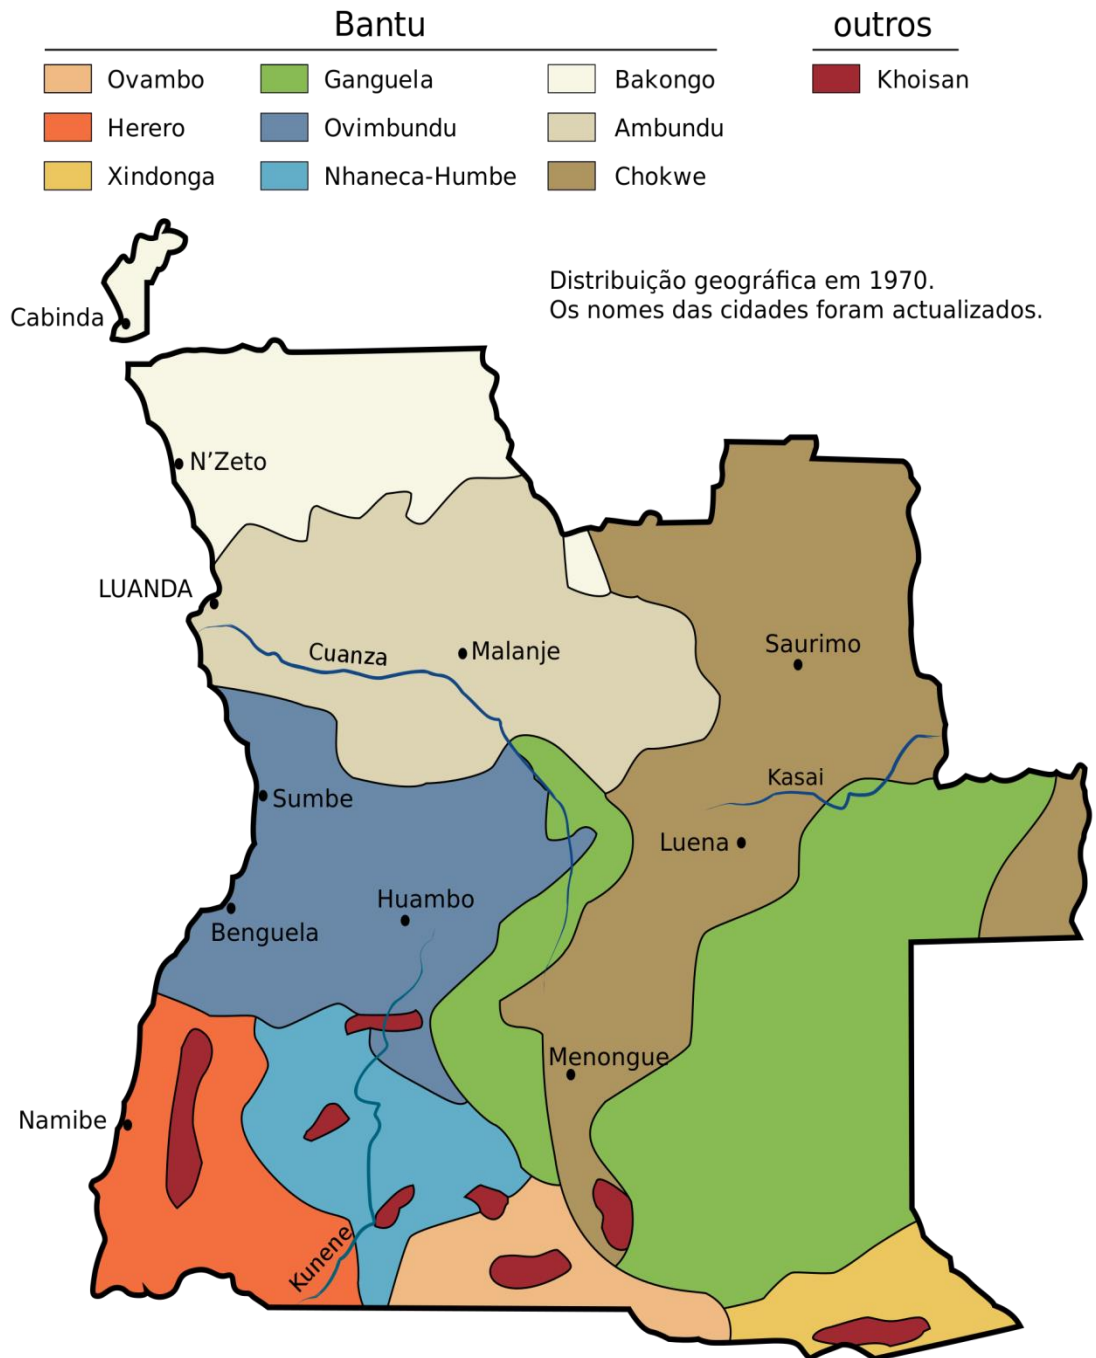 Bantu
outros
Ovambo
Ganguela
Bakongo
Khoisan
Herero
Ovimbundu
Ambundu
Xindonga
Nhaneca-Humbe
Chokwe
Distribuição geográfica em 1970.
Os nomes das cidades foram actualizados.
Cabinda
N’Zeto
LUANDA
Cuanza
Malanje
Saurimo
Kasai
Sumbe
Luena
Huambo
Benguela
Menongue
Namibe
Kunene